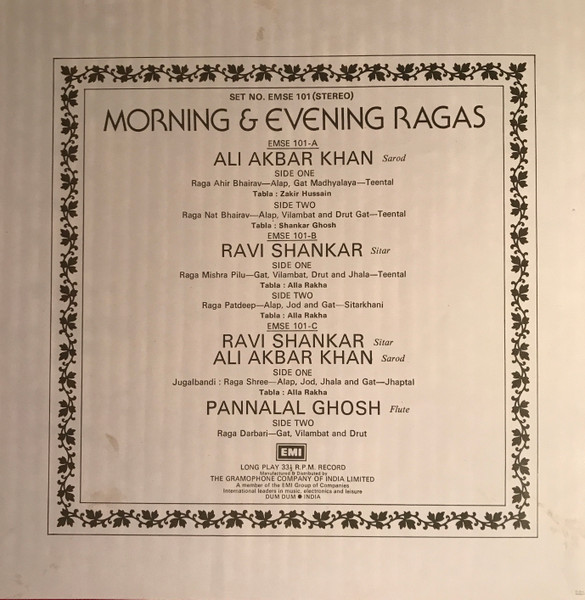 SET NO. EMSE 101 (STEREO)
MORNING & EVENING RAGAS
EMSE 101-A
ALI AKBAR KHAN Sarod
SIDE ONE
Raga Ahir Bhairav—Alap, Gat Madhyalaya—Teental
Tabla : Zakir Hussain
SIDE TWO
Raga Nat Bhairav—Alap, Vilambat and Drut Gat—Teental
Tabla : Shankar Ghosh
EMSE 101-B
RAVI SHANKAR Sitar
SIDE ONE
Raga Mishra Pilu—Gat, Vilambat, Drut and Jhala—Teental
Tabla : Alla Rakha
SIDE TWO
Raga Patdeep—Alap, Jod and Gat—Sitarkhani
Tabla : Alla Rakha
EMSE 101-C
RAVI SHANKAR Sitar
ALI AKBAR KHAN Sarod
SIDE ONE
Jugalbandi : Raga Shree—Alap, Jod, Jhala and Gat—Jhaptal
Tabla : Alla Rakha
PANNALAL GHOSH Flute
SIDE TWO
Raga Darbari—Gat, Vilambat and Drut
EMI
LONG PLAY 33⅓ R.P.M. RECORD
Manufactured & Distributed by
THE GRAMOPHONE COMPANY OF INDIA LIMITED
A member of the EMI Group of Companies
International leaders in music, electronics and leisure
DUM DUM ● INDIA